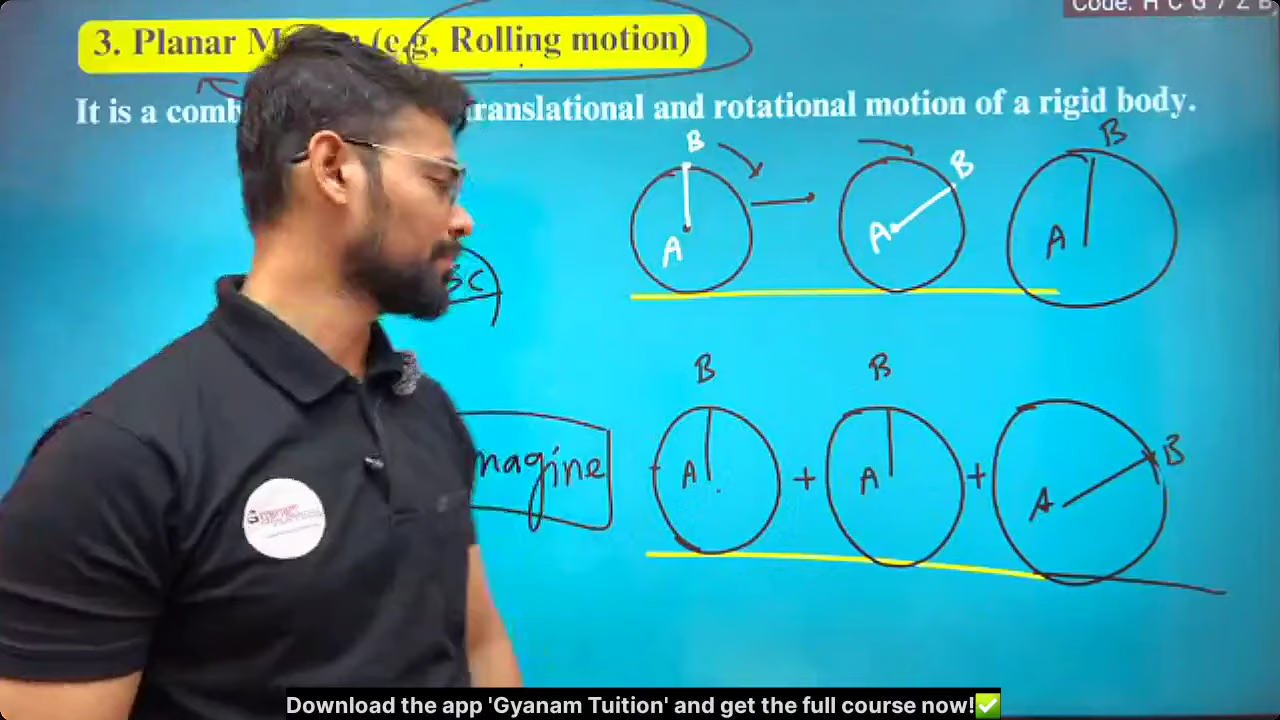 Code: H C G 7 Z B
3. Planar M (e.g, Rolling motion)
It is a comb ranslational and rotational motion of a rigid body.
B B B
A A A
B B B
magine A + A + A
Download the app 'Gyanam Tuition' and get the full course now!✅